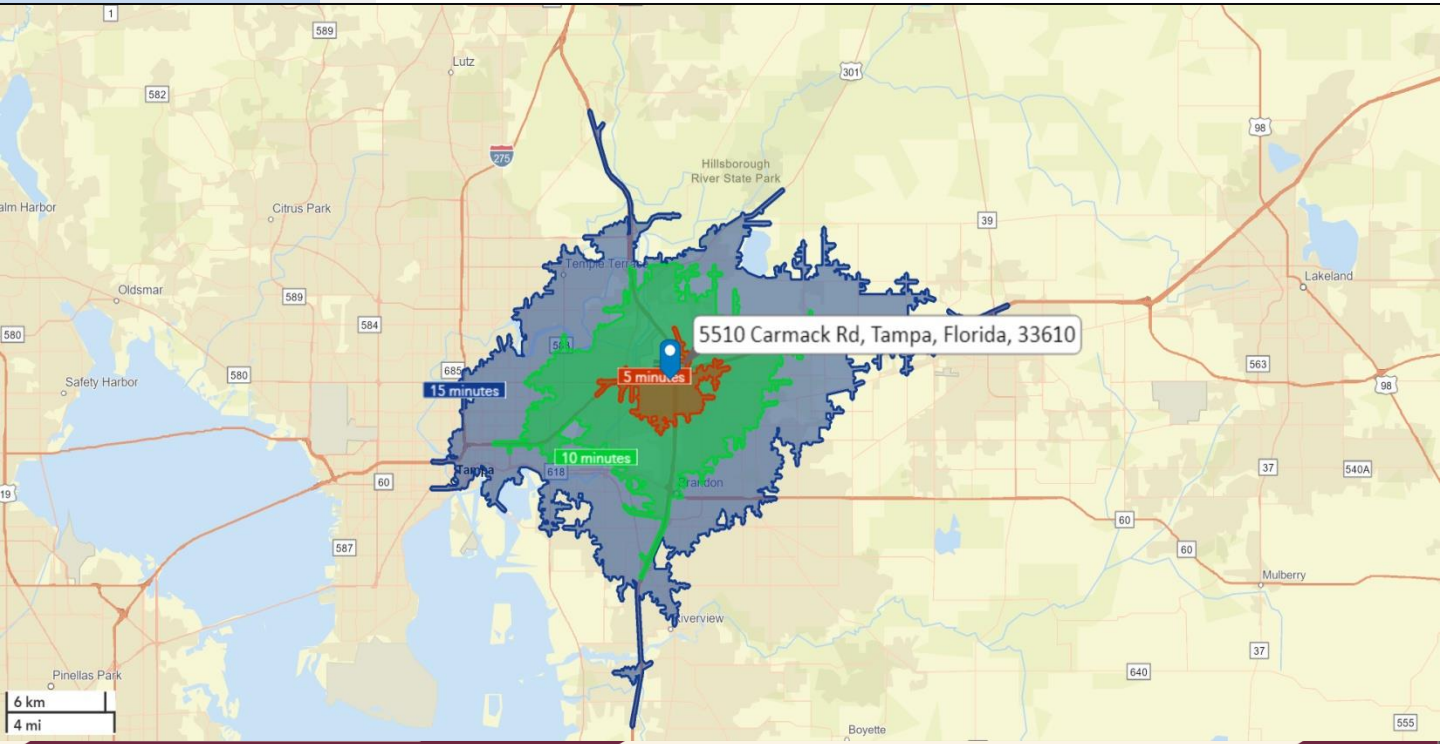 1
589
Lutz
582
301
98
275
Hillsborough
River State Park
alm Harbor
Citrus Park
39
Temple Terrace
Lakeland
Oldsmar
589
584
580
5510 Carmack Rd, Tampa, Florida, 33610
563
685
580
5 minutes
Safety Harbor
15 minutes
98
10 minutes
Tampa
618
60
Brandon
37
540A
19
60
587
60
Mulberry
Riverview
37
640
Pinellas Park
6 km
4 mi
Boyette
555